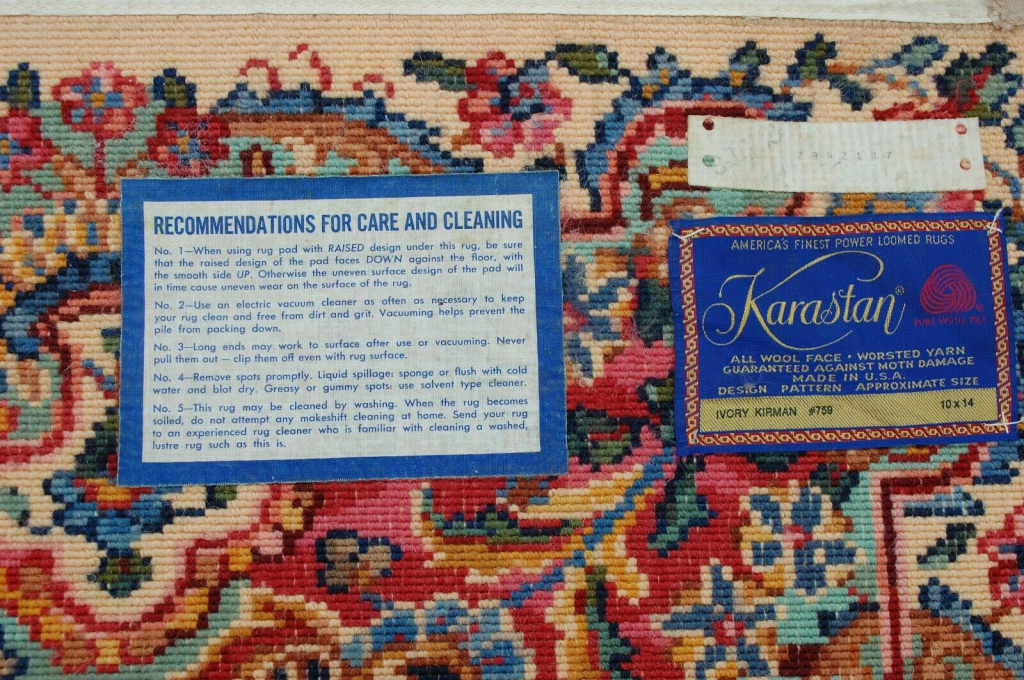 RECOMMENDATIONS FOR CARE AND CLEANING
No. 1—When using rug pad with RAISED design under this rug, be sure
that the raised design of the pad faces DOWN against the floor, with
the smooth side UP. Otherwise the uneven surface design of the pad will
in time cause uneven wear on the surface of the rug.
No. 2—Use an electric vacuum cleaner as often as necessary to keep
your rug clean and free from dirt and grit. Vacuuming helps prevent the
pile from packing down.
No. 3—Long ends may work to surface after use or vacuuming. Never
pull them out — clip them off even with rug surface.
No. 4—Remove spots promptly. Liquid spillage: sponge or flush with cold
water and blot dry. Greasy or gummy spots: use solvent type cleaner.
No. 5—This rug may be cleaned by washing. When the rug becomes
soiled, do not attempt any makeshift cleaning at home. Send your rug
to an experienced rug cleaner who is familiar with cleaning a washed,
lustre rug such as this is.
AMERICA'S FINEST POWER LOOMED RUGS
Karastan®
PURE WOOL PILE
ALL WOOL FACE • WORSTED YARN
GUARANTEED AGAINST MOTH DAMAGE
MADE IN U.S.A.
DESIGN PATTERN APPROXIMATE SIZE
IVORY KIRMAN #759 10 x 14